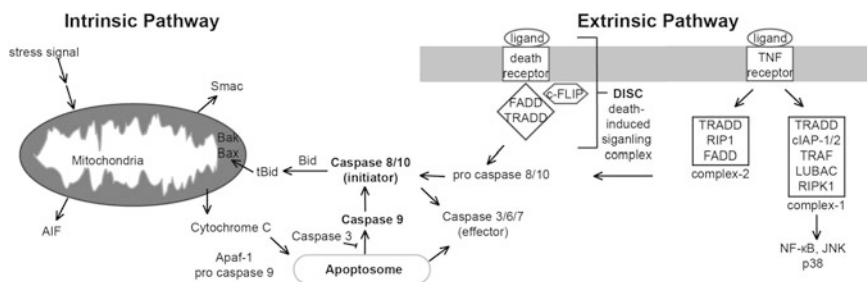 Intrinsic Pathway
Extrinsic Pathway
stress signal
Smac
Bak
Bax
Mitochondria
AIF
Cytochrome C
Apaf-1
pro caspase 9
tBid
Bid
Caspase 8/10
(initiator)
Caspase 9
Caspase 3
Apoptosome
Caspase 3/6/7
(effector)
pro caspase 8/10
ligand
death
receptor
c-FLIP
FADD
TRADD
DISC
death-
induced
siganling
complex
ligand
TNF
receptor
TRADD
RIP1
FADD
complex-2
TRADD
cIAP-1/2
TRAF
LUBAC
RIPK1
complex-1
NF-κB, JNK
p38